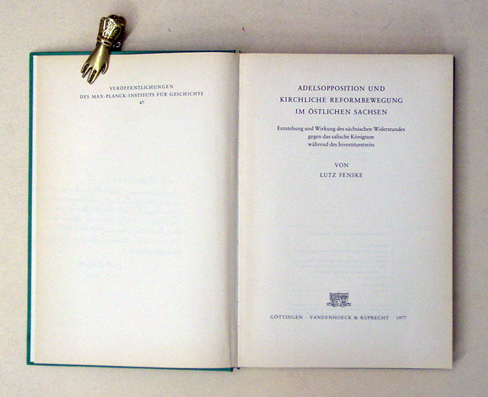 VERÖFFENTLICHUNGEN
DES MAX-PLANCK-INSTITUTS FÜR GESCHICHTE
47
ADELSOPPOSITION UND
KIRCHLICHE REFORMBEWEGUNG
IM ÖSTLICHEN SACHSEN
Entstehung und Wirkung des sächsischen Widerstandes
gegen das salische Königtum
während des Investiturstreits
VON
LUTZ FENSKE
GÖTTINGEN · VANDENHOECK & RUPRECHT 1977